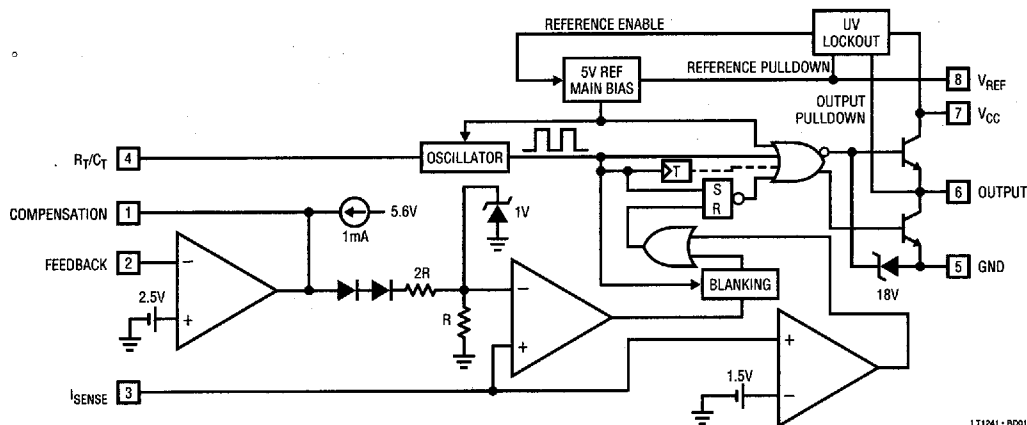 REFERENCE ENABLE
UV
LOCKOUT
5V REF
MAIN BIAS
REFERENCE PULLDOWN
8 VREF
OUTPUT
PULLDOWN
7 VCC
RT/CT 4
OSCILLATOR
T
S
R
6 OUTPUT
COMPENSATION 1
5.6V
1mA
1V
FEEDBACK 2
−
2R
−
BLANKING
18V
5 GND
2.5V
+
R
+
+
ISENSE 3
1.5V
−
LT1241 • BD01